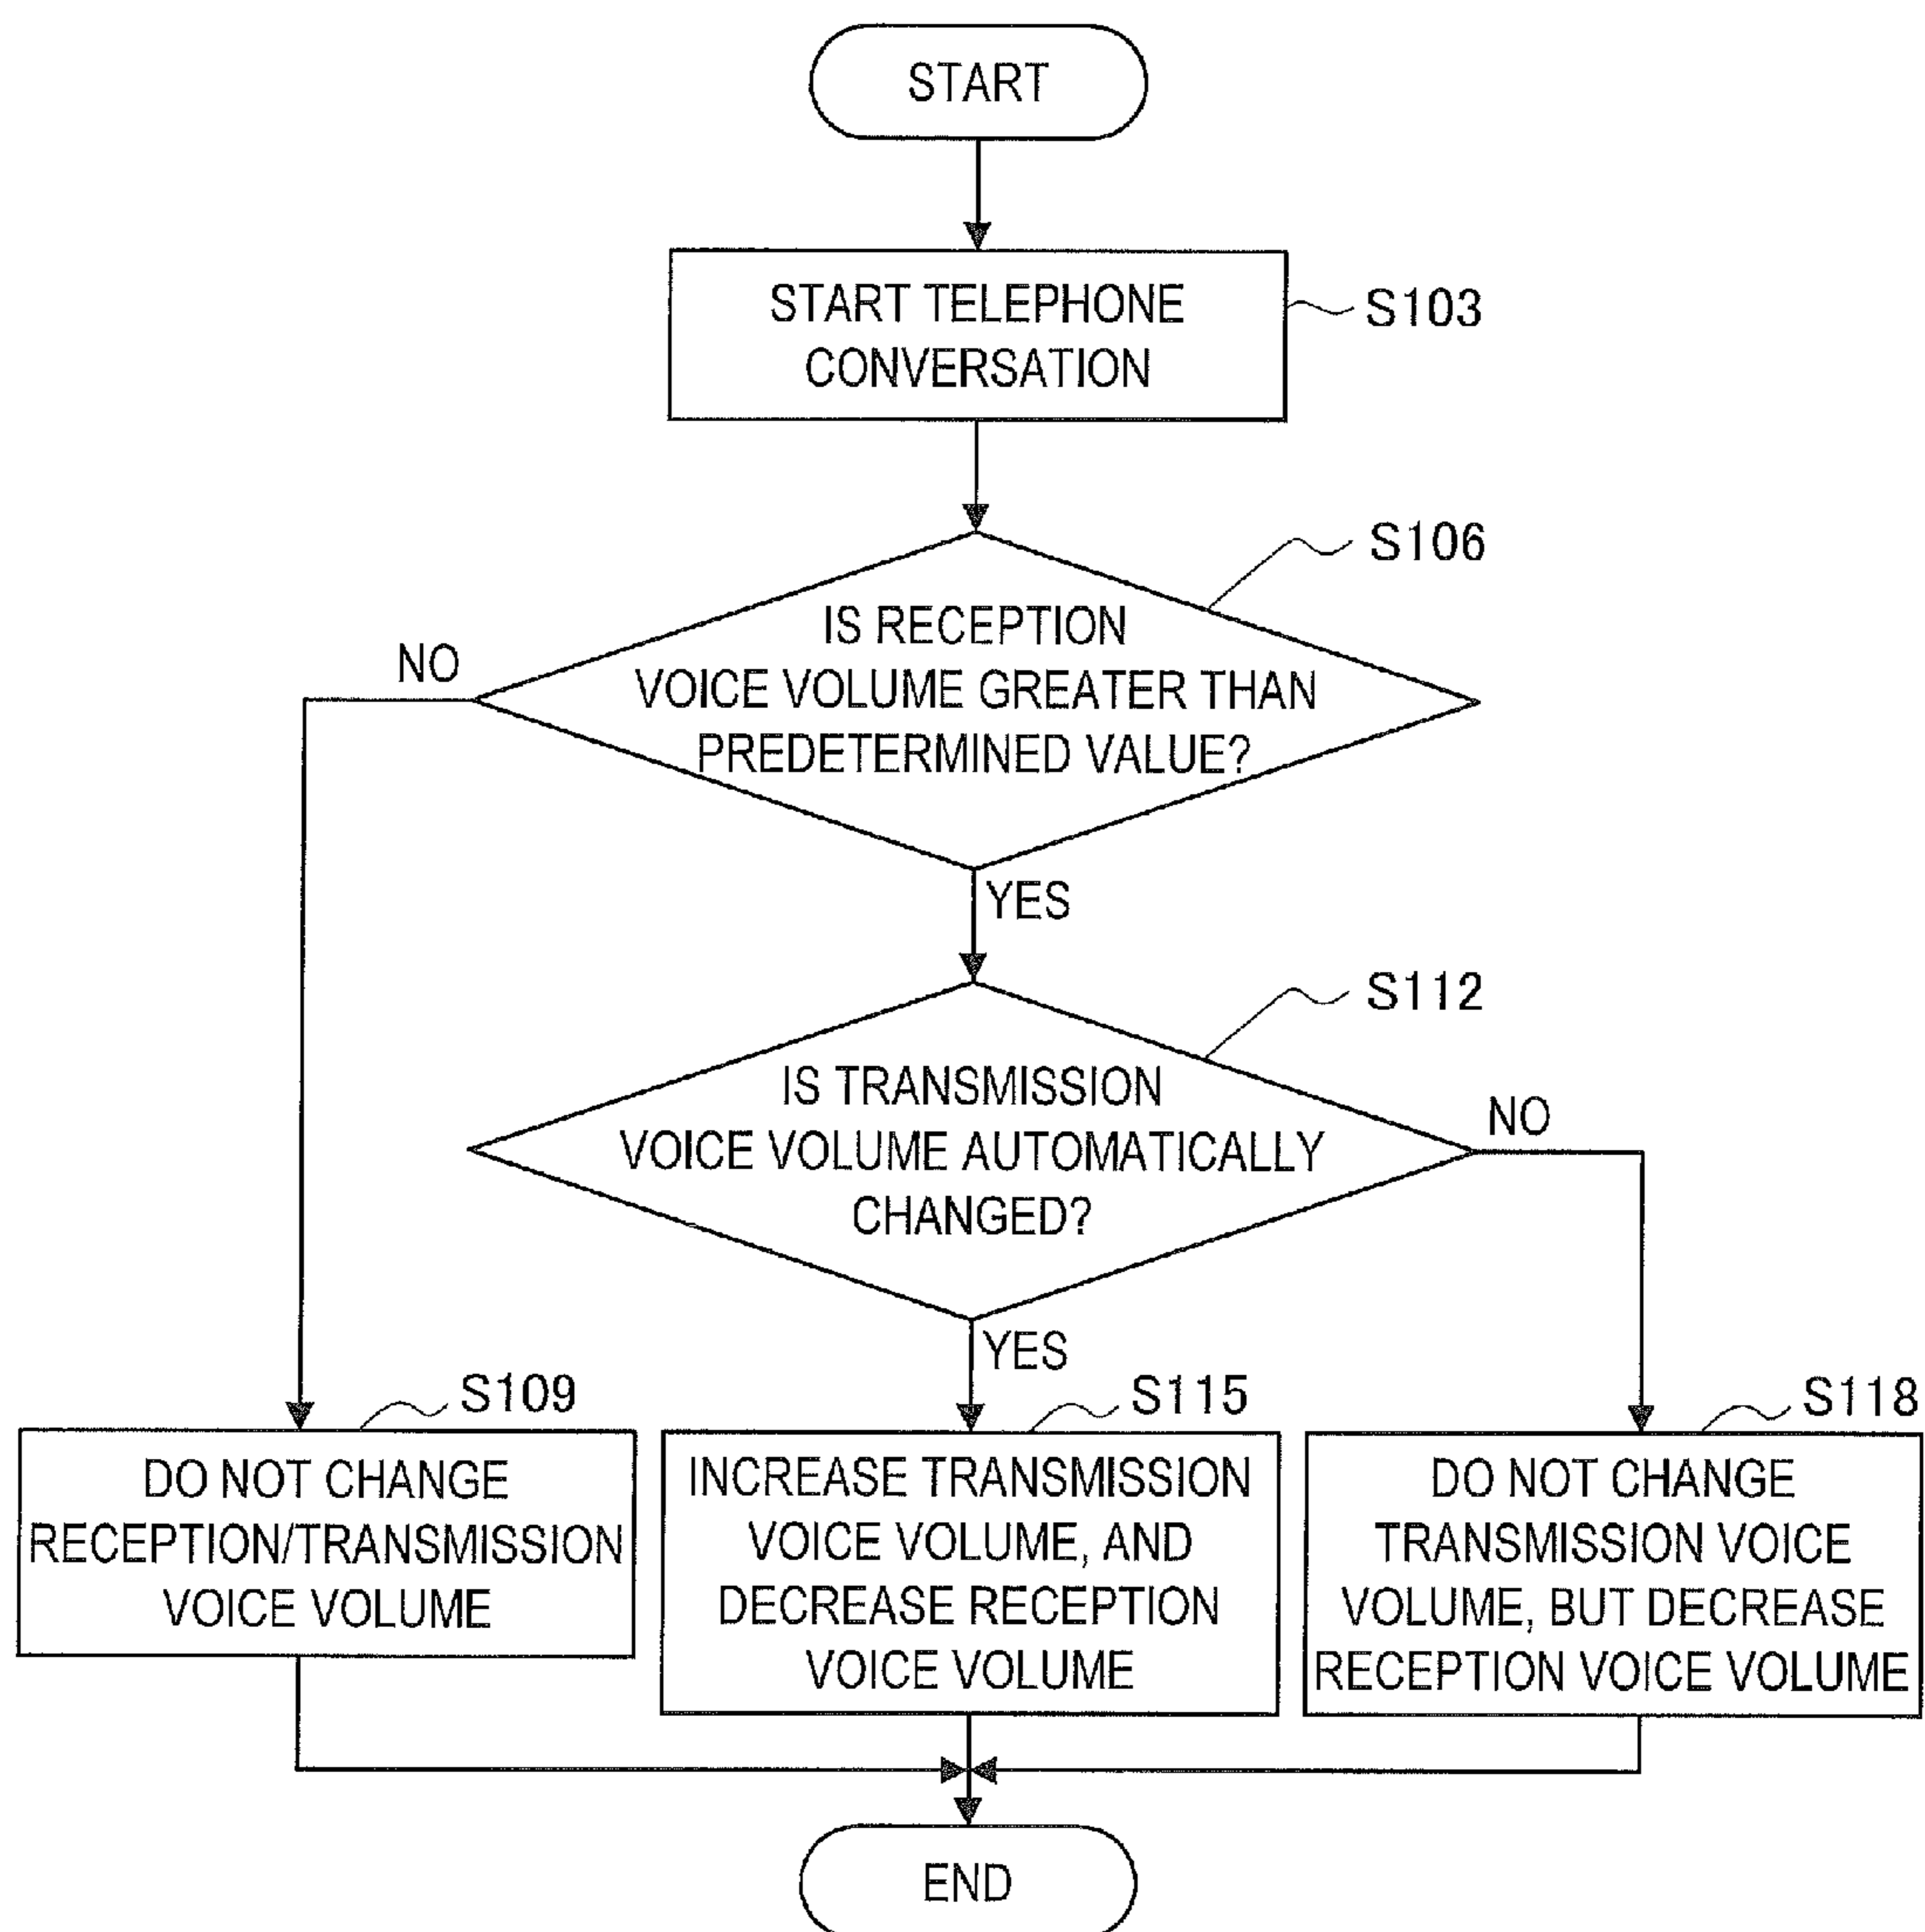 START
START TELEPHONE
CONVERSATION
S103
S106
IS RECEPTION
VOICE VOLUME GREATER THAN
PREDETERMINED VALUE?
NO
YES
S112
IS TRANSMISSION
VOICE VOLUME AUTOMATICALLY
CHANGED?
NO
YES
S109
DO NOT CHANGE
RECEPTION/TRANSMISSION
VOICE VOLUME
S115
INCREASE TRANSMISSION
VOICE VOLUME, AND
DECREASE RECEPTION
VOICE VOLUME
S118
DO NOT CHANGE
TRANSMISSION VOICE
VOLUME, BUT DECREASE
RECEPTION VOICE VOLUME
END